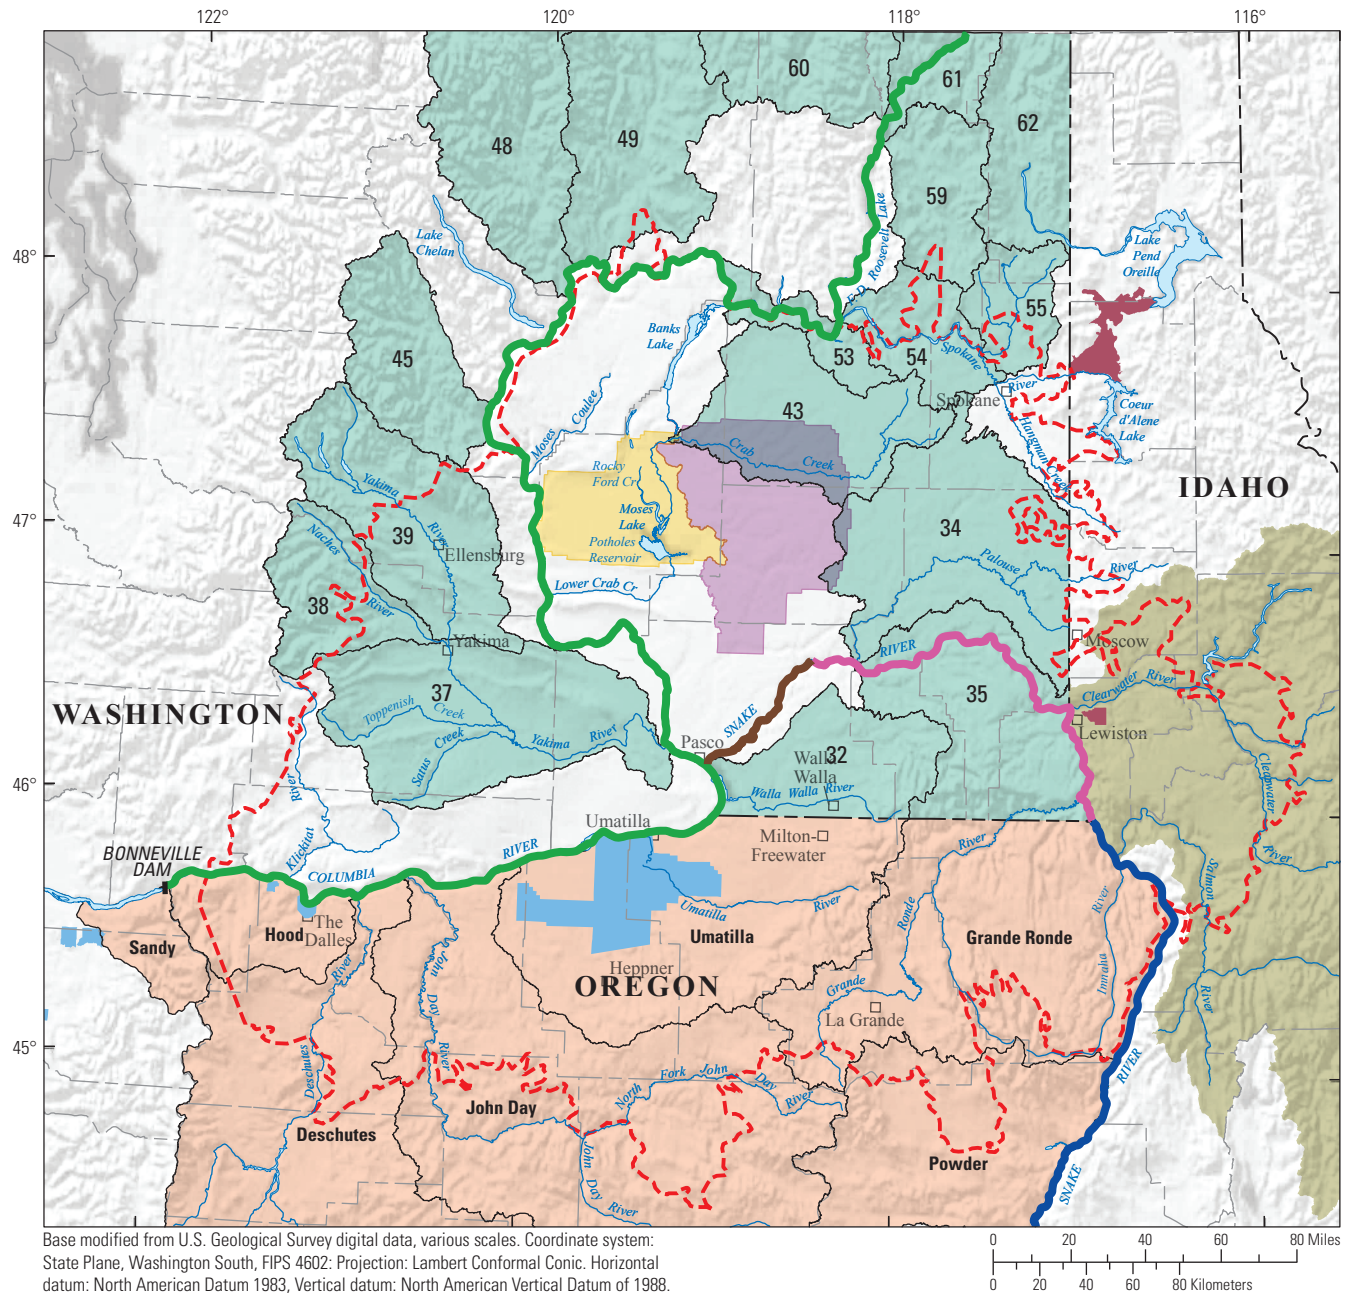 122°
120°
118°
116°
60
61
62
48
49
59
F.D. Roosevelt Lake
Lake
Chelan
Lake
Pend
Oreille
48°
55
Banks
Lake
45
53
54
Spokane
River
Spokane
43
Coeur
d'Alene
Lake
Moses Coulee
Hangman Creek
Crab
Creek
Rocky
Ford Cr
IDAHO
Yakima
River
Moses
Lake
47°
Naches
River
39
Ellensburg
Potholes
Reservoir
34
Palouse
River
Lower Crab Cr
38
Yakima
Moscow
RIVER
37
35
Clearwater River
WASHINGTON
Toppenish
Creek
SNAKE
Lewiston
Satus
Creek
Yakima
River
Pasco
32
Walla
Walla
Clearwater
River
46°
Walla Walla River
River
Klickitat
Umatilla
Milton-
Freewater
River
BONNEVILLE
DAM
RIVER
COLUMBIA
Salmon
River
Umatilla
River
Ronde
River
Imnaha
The
Dalles
Hood
Sandy
Umatilla
Grande Ronde
River
John
Day
River
Heppner
OREGON
Grande
La Grande
45°
Deschutes
RIVER
North
Fork
John
Day
River
John Day
Deschutes
Powder
John
Day
River
SNAKE
Base modified from U.S. Geological Survey digital data, various scales. Coordinate system:
State Plane, Washington South, FIPS 4602: Projection: Lambert Conformal Conic. Horizontal
datum: North American Datum 1983, Vertical datum: North American Vertical Datum of 1988.
0 20 40 60 80 Miles
0 20 40 60 80 Kilometers